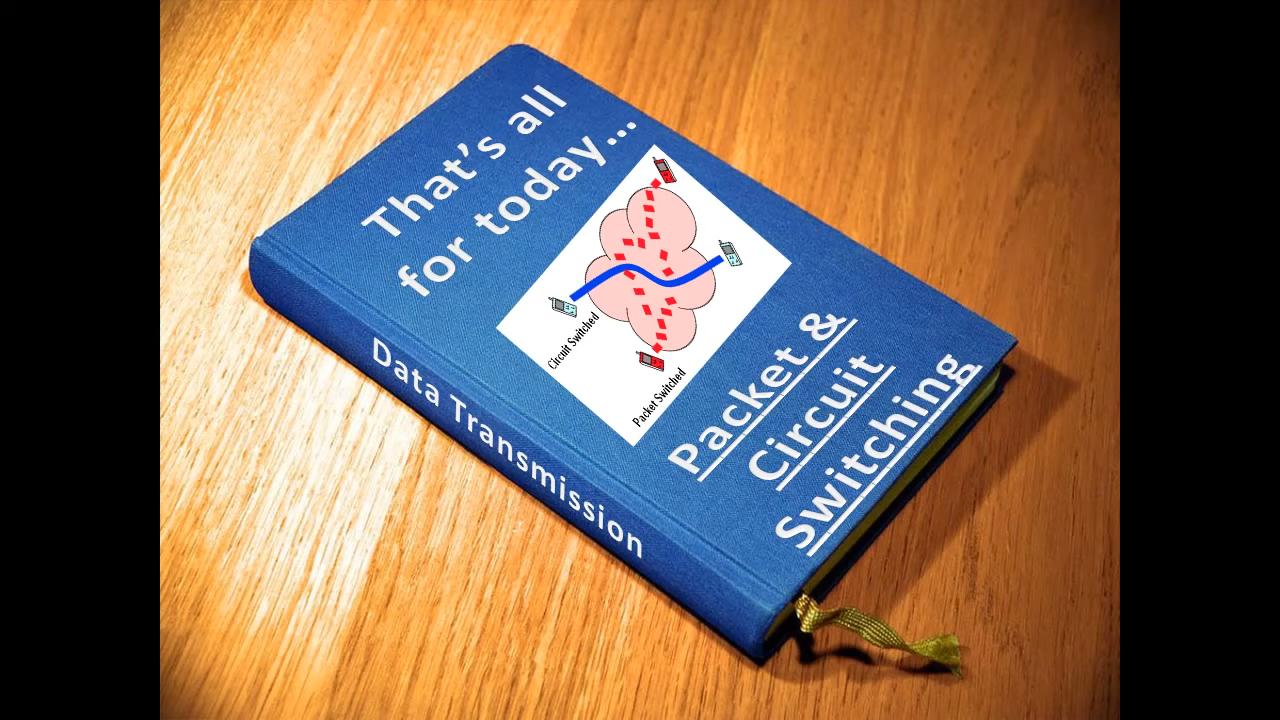 That's all
for today...
Circuit Switched
Packet Switched
Packet &
Circuit
Switching
Data Transmission